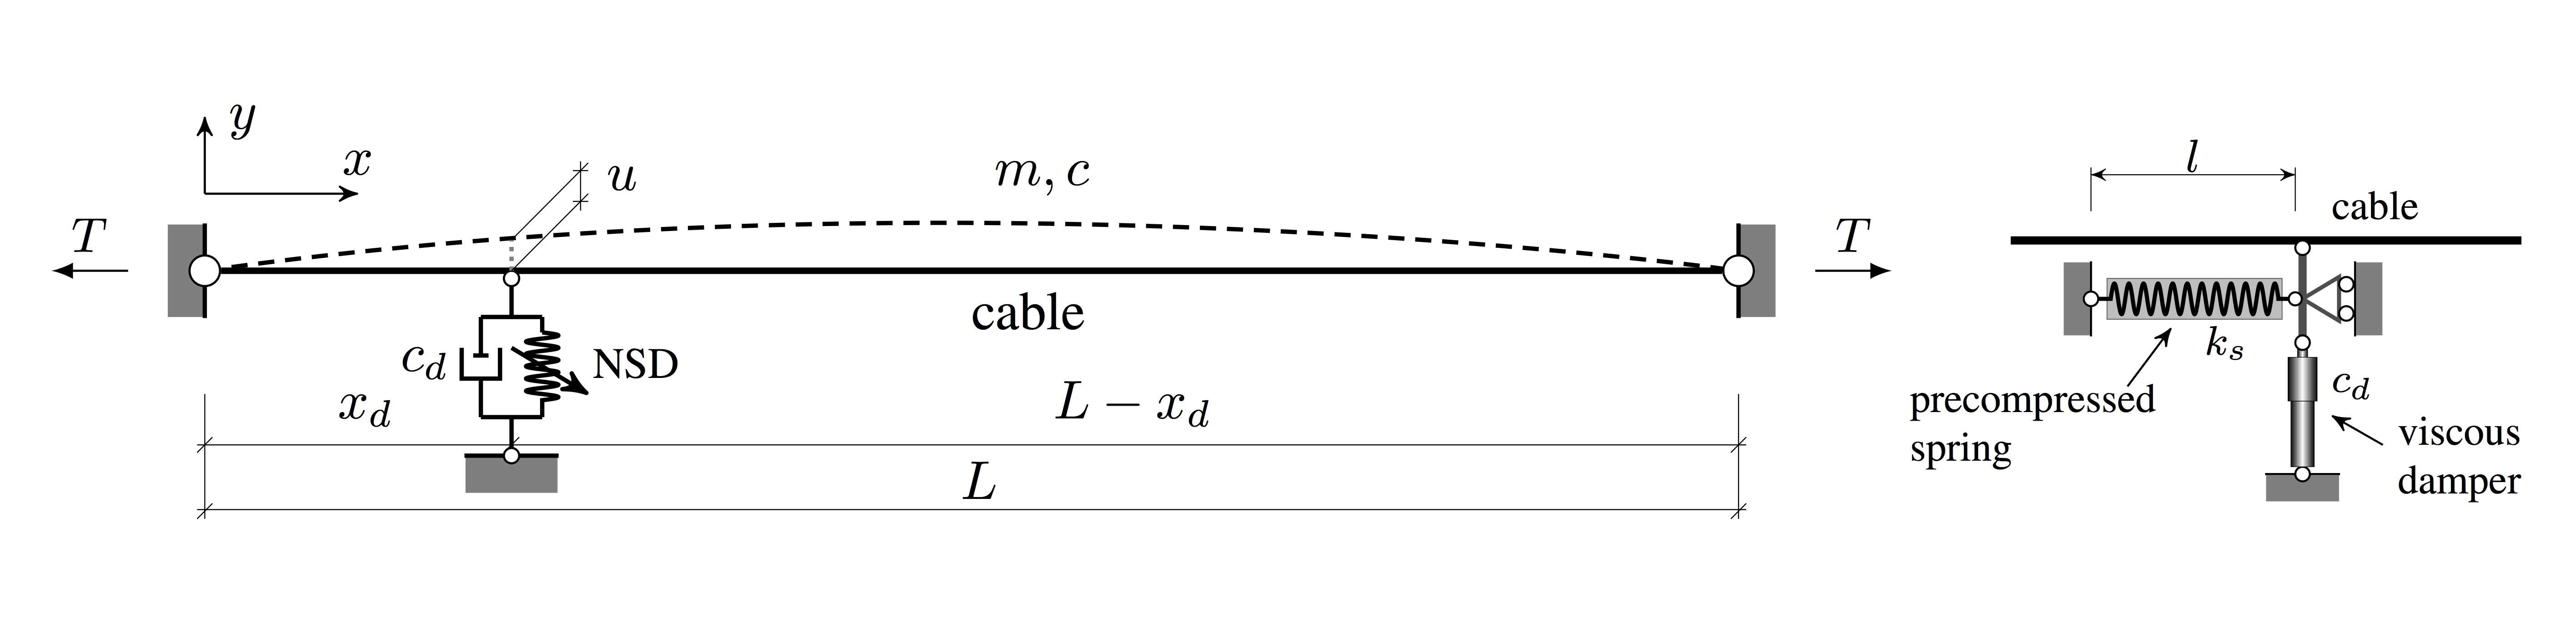 y
x
u
m, c
T
T
cable
c_d
NSD
x_d
L − x_d
L
l
cable
k_s
precompressed
spring
c_d
viscous
damper